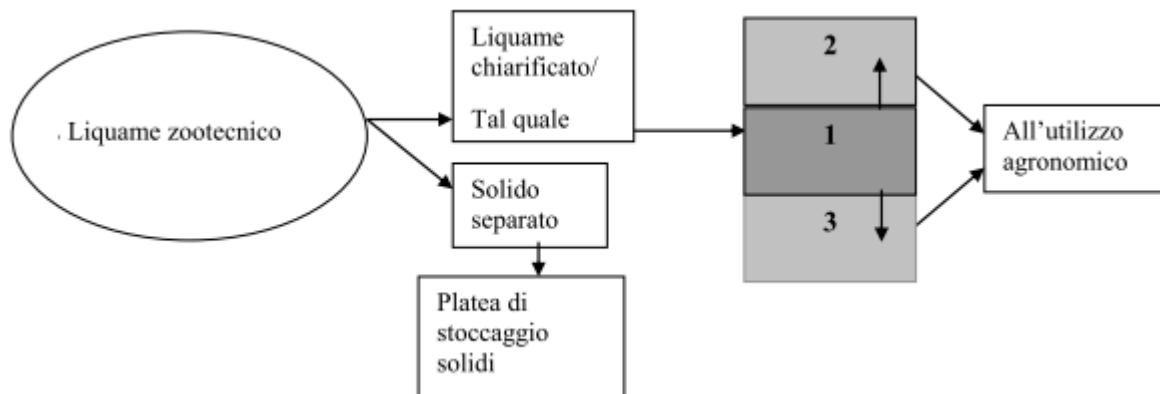 Liquame zootecnico
Liquame
chiarificato/
Tal quale
Solido
separato
Platea di
stoccaggio
solidi
2
1
3
All'utilizzo
agronomico